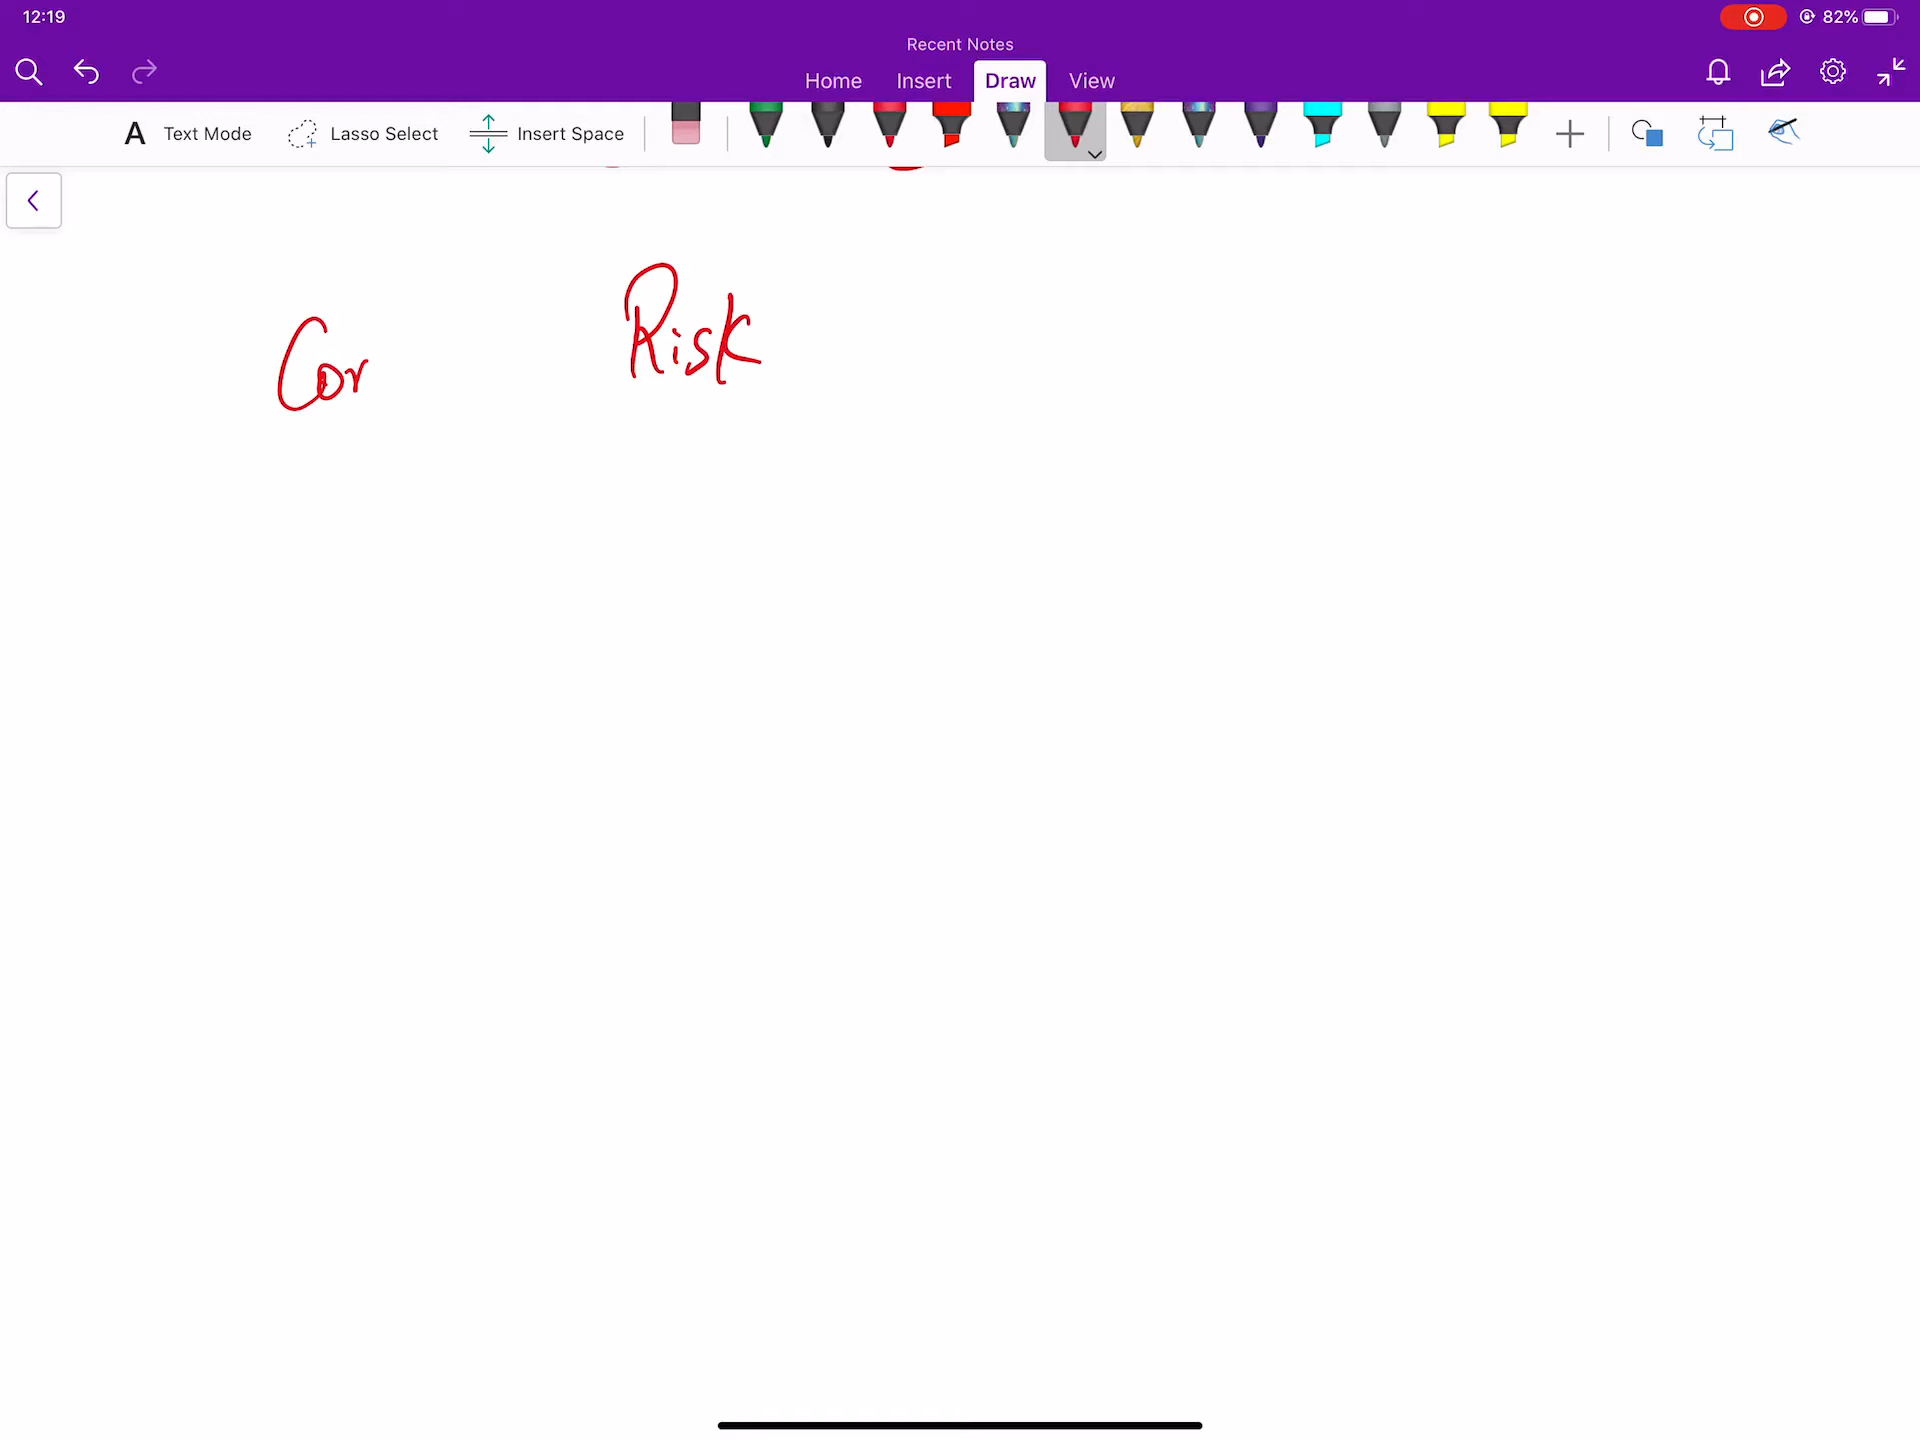 12:19
82%
Recent Notes
Home Insert Draw View
A Text Mode Lasso Select Insert Space
Risk
Cor